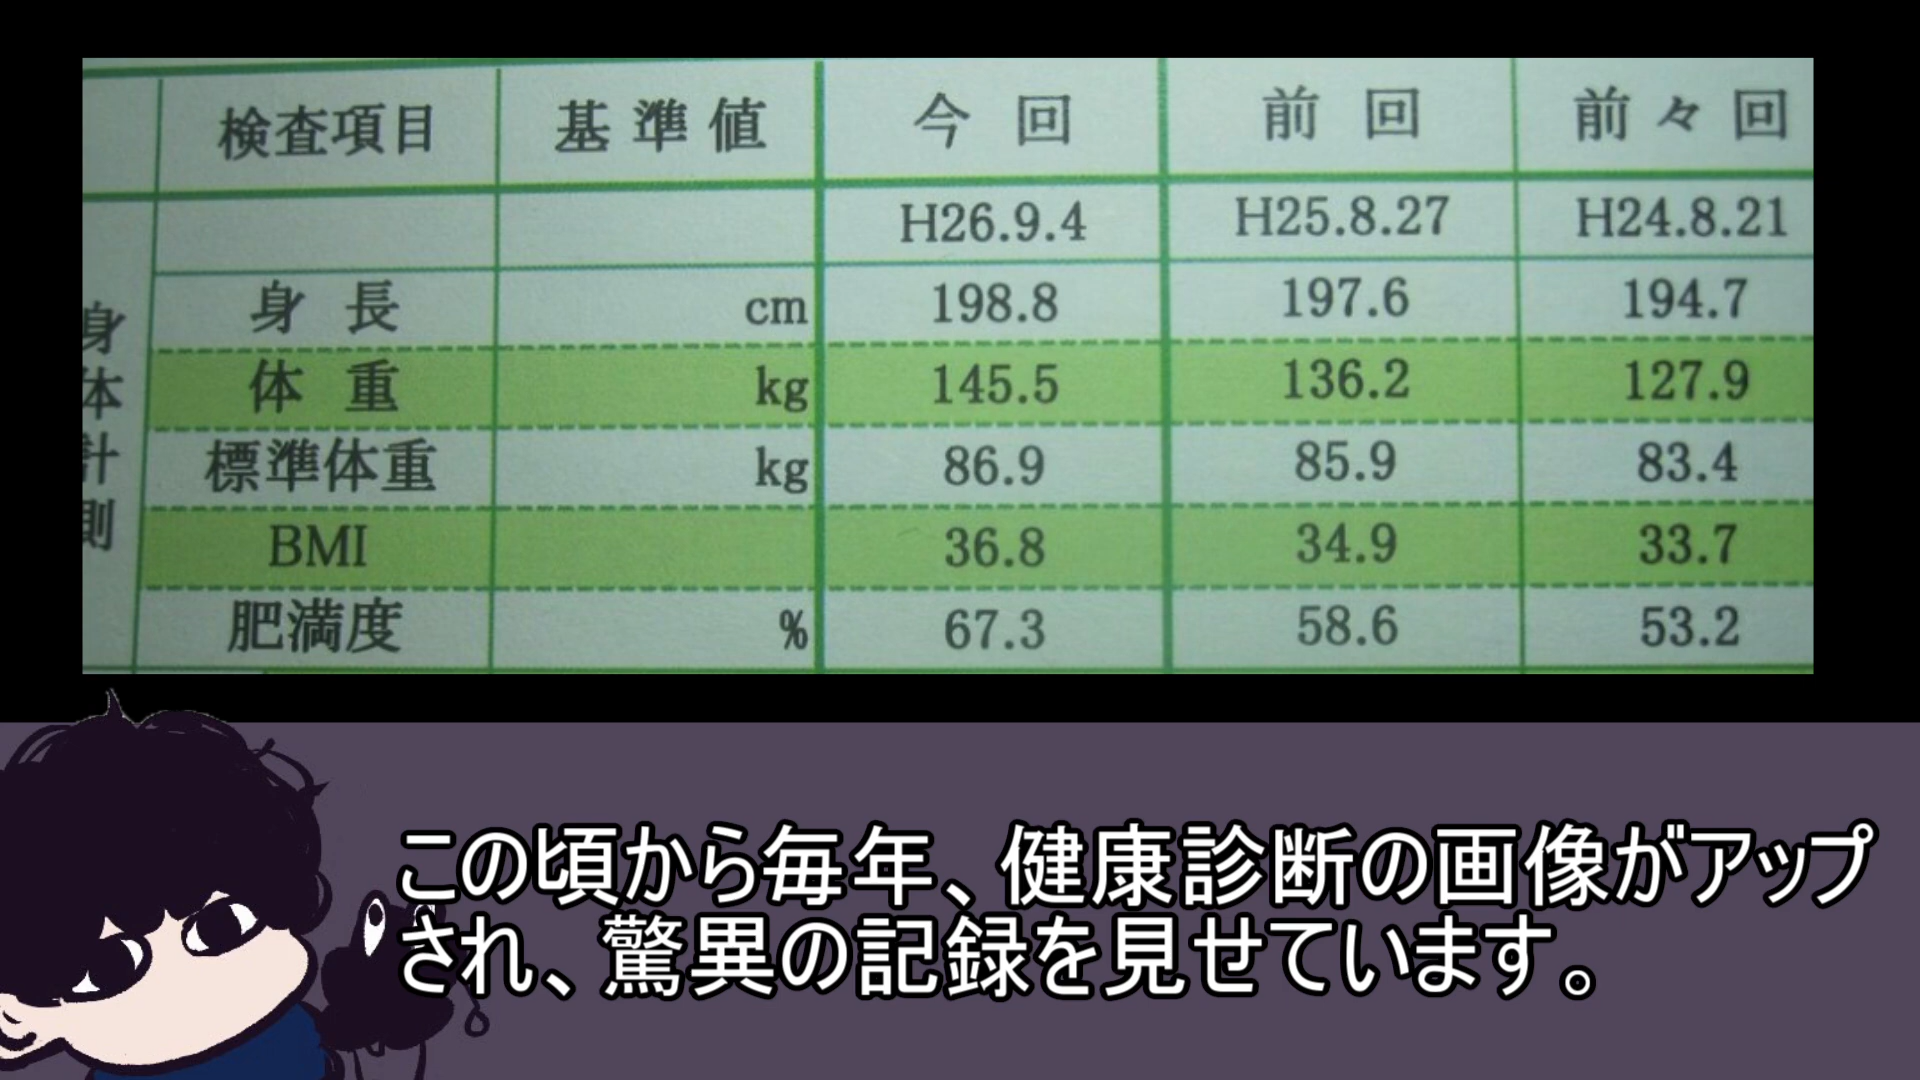 検査項目 基準値 今回 前回 前々回
H26.9.4 H25.8.27 H24.8.21
身体計測
身長 cm 198.8 197.6 194.7
体重 kg 145.5 136.2 127.9
標準体重 kg 86.9 85.9 83.4
BMI 36.8 34.9 33.7
肥満度 % 67.3 58.6 53.2
この頃から毎年、健康診断の画像がアップ
され、驚異の記録を見せています。